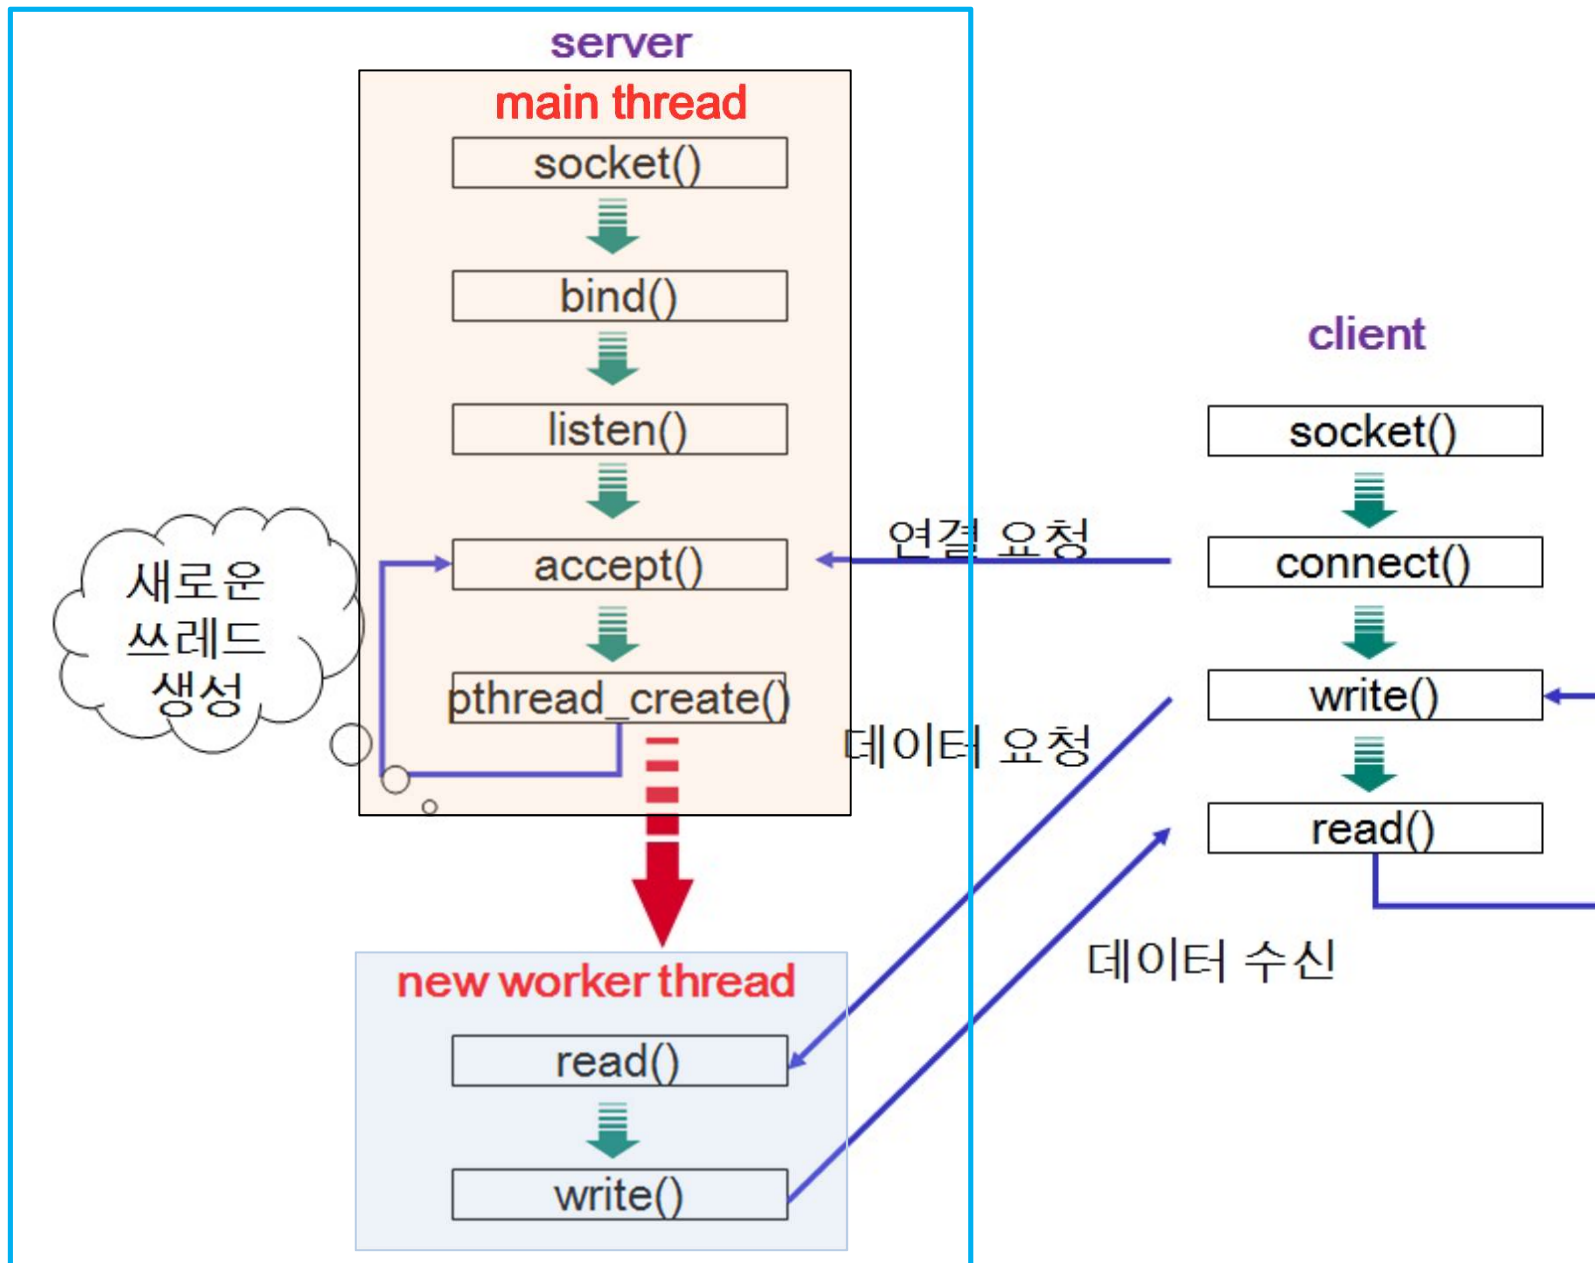 server
main thread
socket()
bind()
listen()
accept()
pthread_create()
새로운
쓰레드
생성
new worker thread
read()
write()
연결 요청
데이터 요청
데이터 수신
client
socket()
connect()
write()
read()